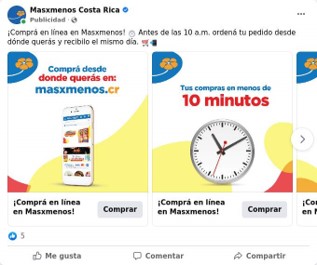 Masxmenos Costa Rica
Publicidad ·
¡Comprá en línea en Masxmenos! Antes de las 10 a.m. ordená tu pedido desde
dónde querás y recibilo el mismo día.
Comprá desde
donde querás en:
masxmenos.cr
¡Comprá en línea
en Masxmenos!
Comprar
Tus compras en menos de
10 minutos
¡Comprá en línea
en Masxmenos!
Comprar
¡Co
en M
5
Me gusta
Comentar
Compartir